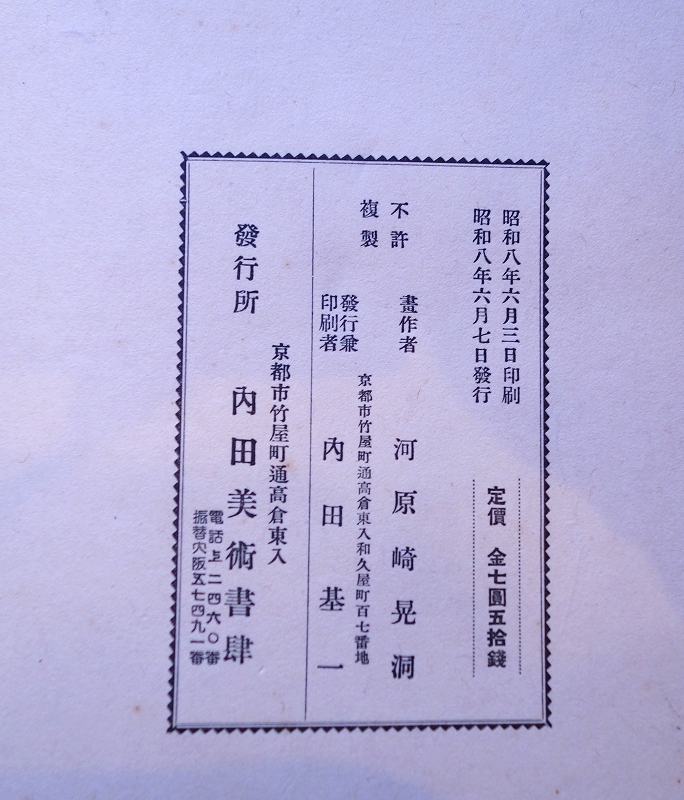 昭和八年六月三日印刷
昭和八年六月七日發行
定價　金七圓五拾錢
不許
複製
畫作者　河原崎晃洞
京都市竹屋町通高倉東入和久屋町百七番地
發行兼
印刷者　內田基一
京都市竹屋町通高倉東入
發行所　內田美術書肆
電話上二四六〇番
振替大阪五七四九一番